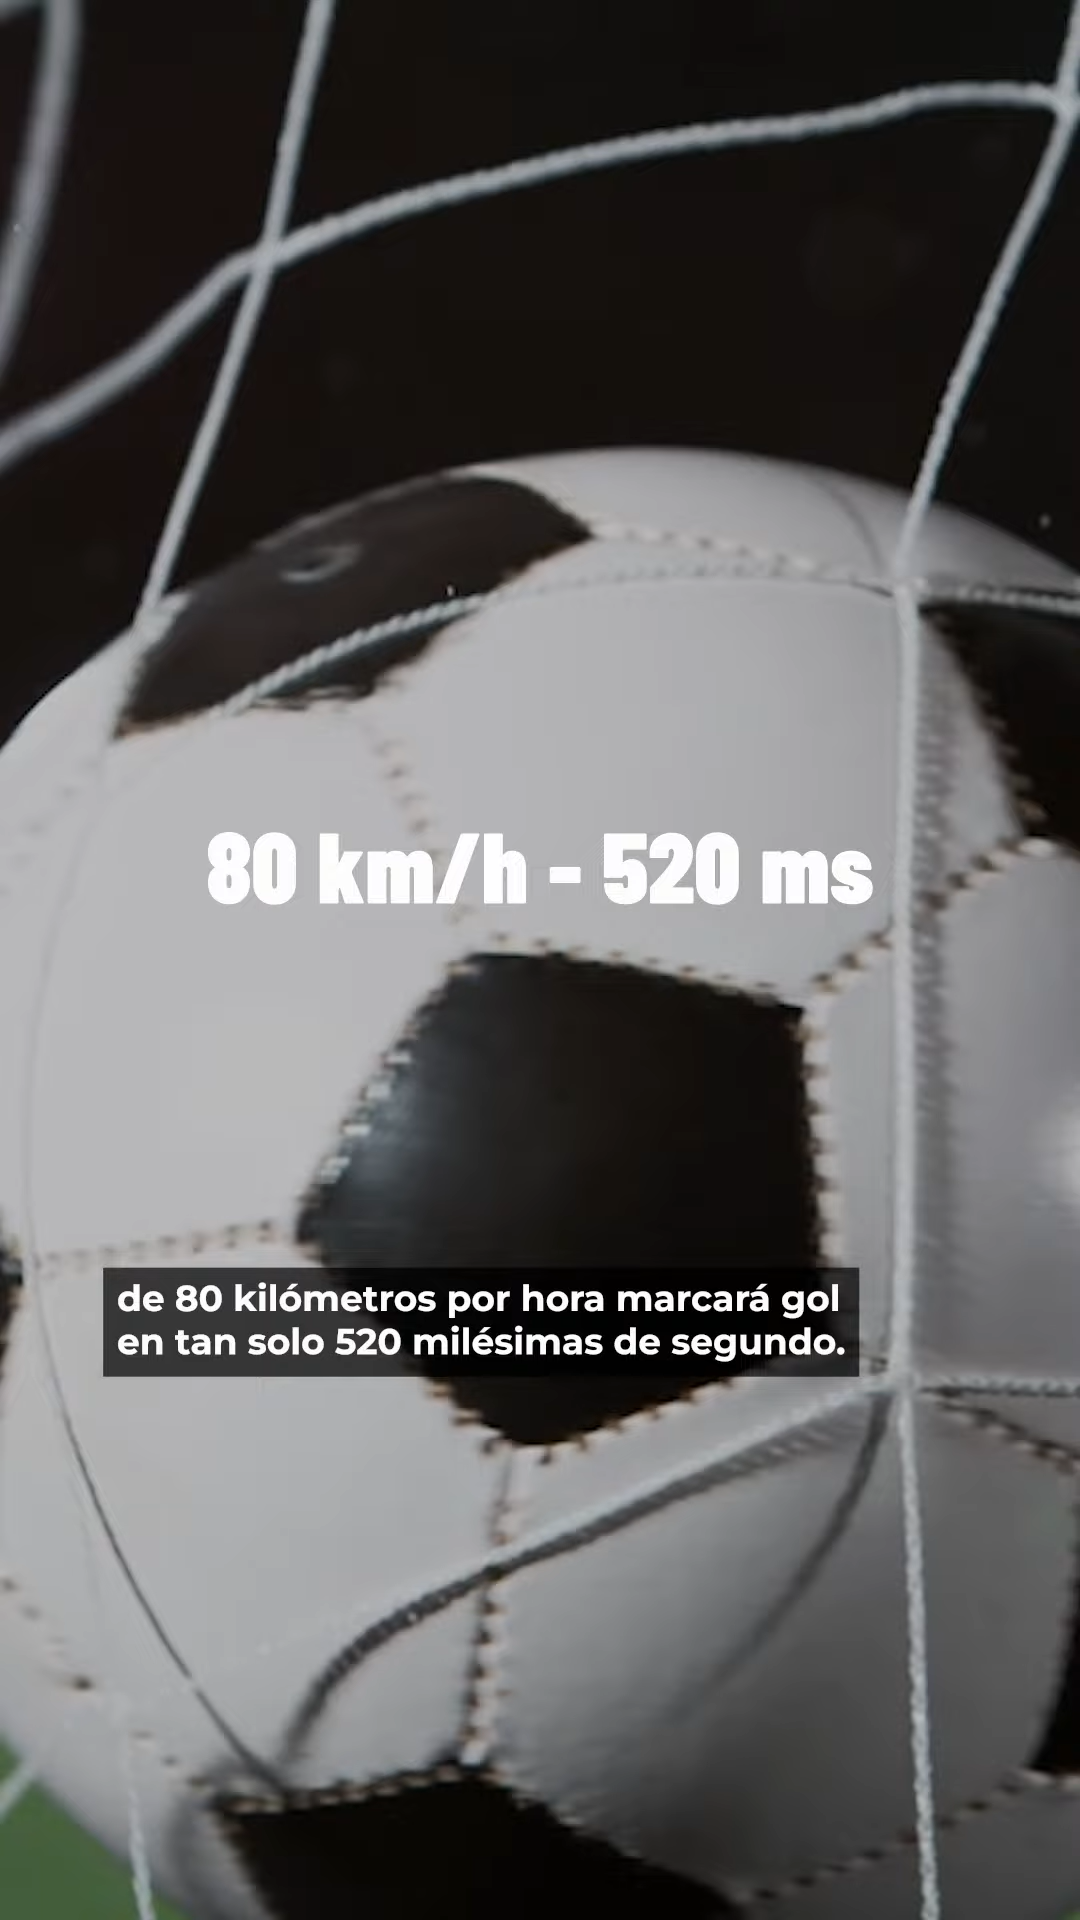 80 km/h - 520 ms
de 80 kilómetros por hora marcará gol
en tan solo 520 milésimas de segundo.